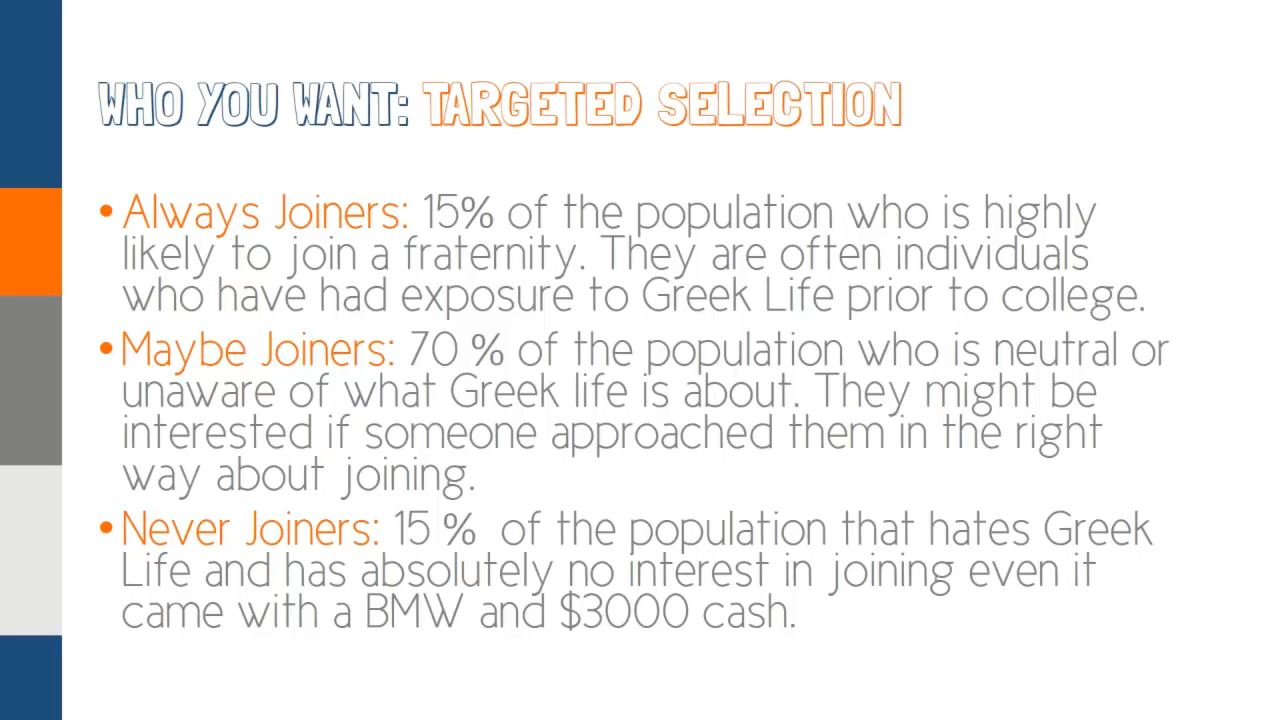 WHO YOU WANT: TARGETED SELECTION
• Always Joiners: 15% of the population who is highly
likely to join a fraternity. They are often individuals
who have had exposure to Greek Life prior to college.
• Maybe Joiners: 70 % of the population who is neutral or
unaware of what Greek life is about. They might be
interested if someone approached them in the right
way about joining.
• Never Joiners: 15 % of the population that hates Greek
Life and has absolutely no interest in joining even it
came with a BMW and $3000 cash.